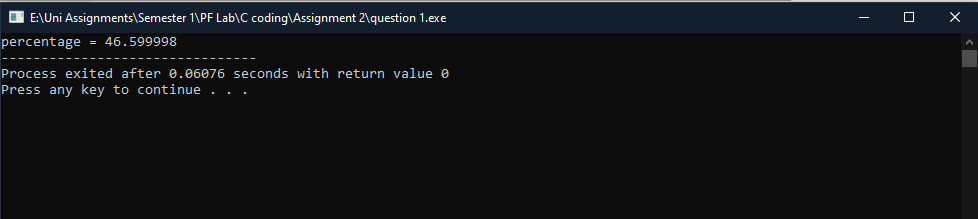 E:\Uni Assignments\Semester 1\PF Lab\C coding\Assignment 2\question 1.exe
percentage = 46.599998
--------------------------------
Process exited after 0.06076 seconds with return value 0
Press any key to continue . . .